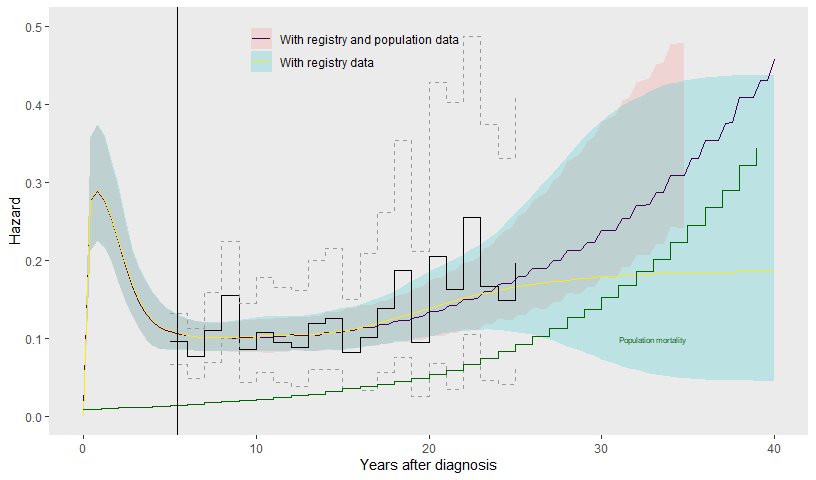 0.5
With registry and population data
With registry data
0.4
0.3
Hazard
0.2
0.1
Population mortality
0.0
0
10
20
30
40
Years after diagnosis